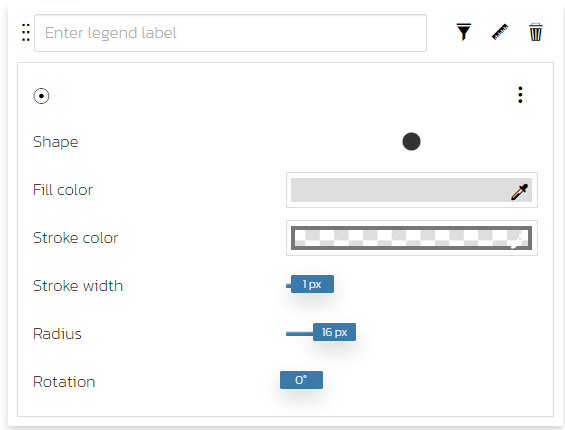 Enter legend label
Shape
Fill color
Stroke color
Stroke width
1 px
Radius
16 px
Rotation
0°